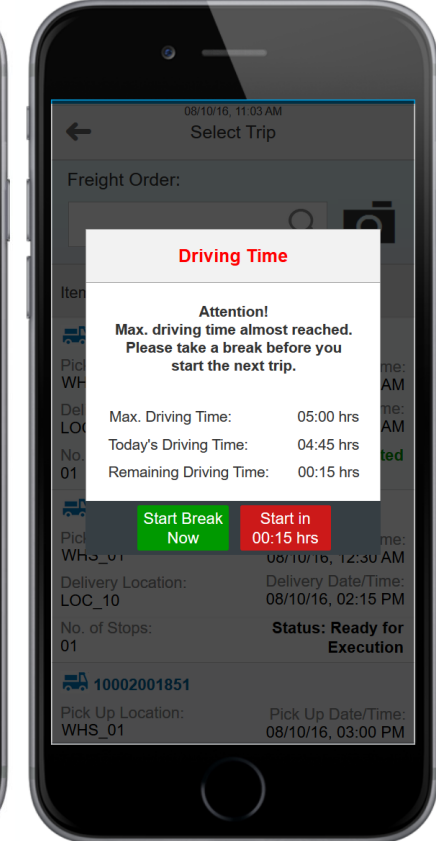 08/10/16, 11:03 AM
Select Trip
Freight Order:
Driving Time
Attention!
Max. driving time almost reached.
Please take a break before you
start the next trip.
Max. Driving Time: 05:00 hrs
Today's Driving Time: 04:45 hrs
Remaining Driving Time: 00:15 hrs
Start Break Now
Start in 00:15 hrs
WHS_01 08/10/16, 12:30 AM
Delivery Location: Delivery Date/Time:
LOC_10 08/10/16, 02:15 PM
No. of Stops: Status: Ready for
01 Execution
10002001851
Pick Up Location: Pick Up Date/Time:
WHS_01 08/10/16, 03:00 PM